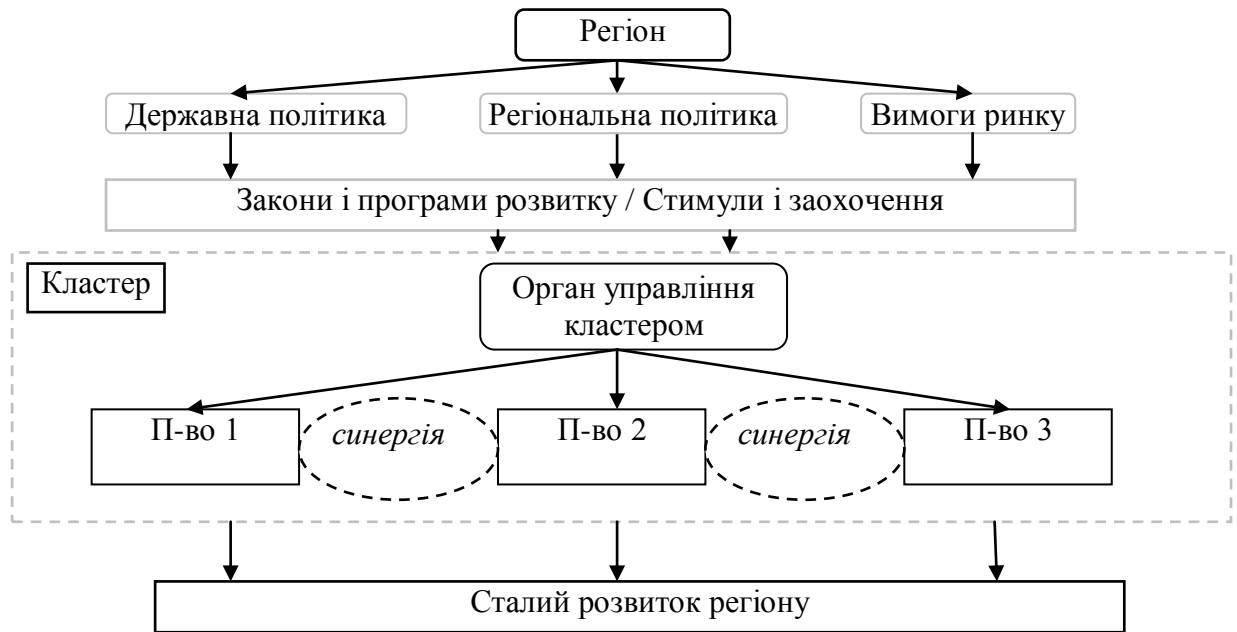 Регіон
Державна політика
Регіональна політика
Вимоги ринку
Закони і програми розвитку / Стимули і заохочення
Кластер
Орган управління
кластером
П-во 1
синергія
П-во 2
синергія
П-во 3
Сталий розвиток регіону